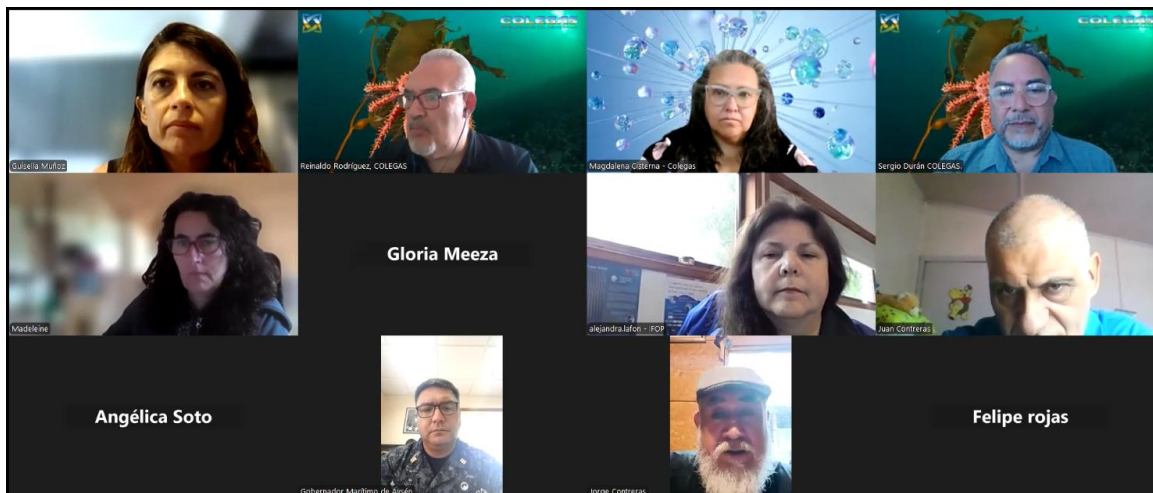 COLEGAS
COLEGAS
Guisella Muñoz
Reinaldo Rodríguez, COLEGAS
Magdalena Cisterna - Colegas
Sergio Durán COLEGAS
Gloria Meeza
Madeleine
alejandra.lafon - IFOP
Juan Contreras
Angélica Soto
Felipe rojas
Gobernador Marítimo de Aysén
Jorge Contreras